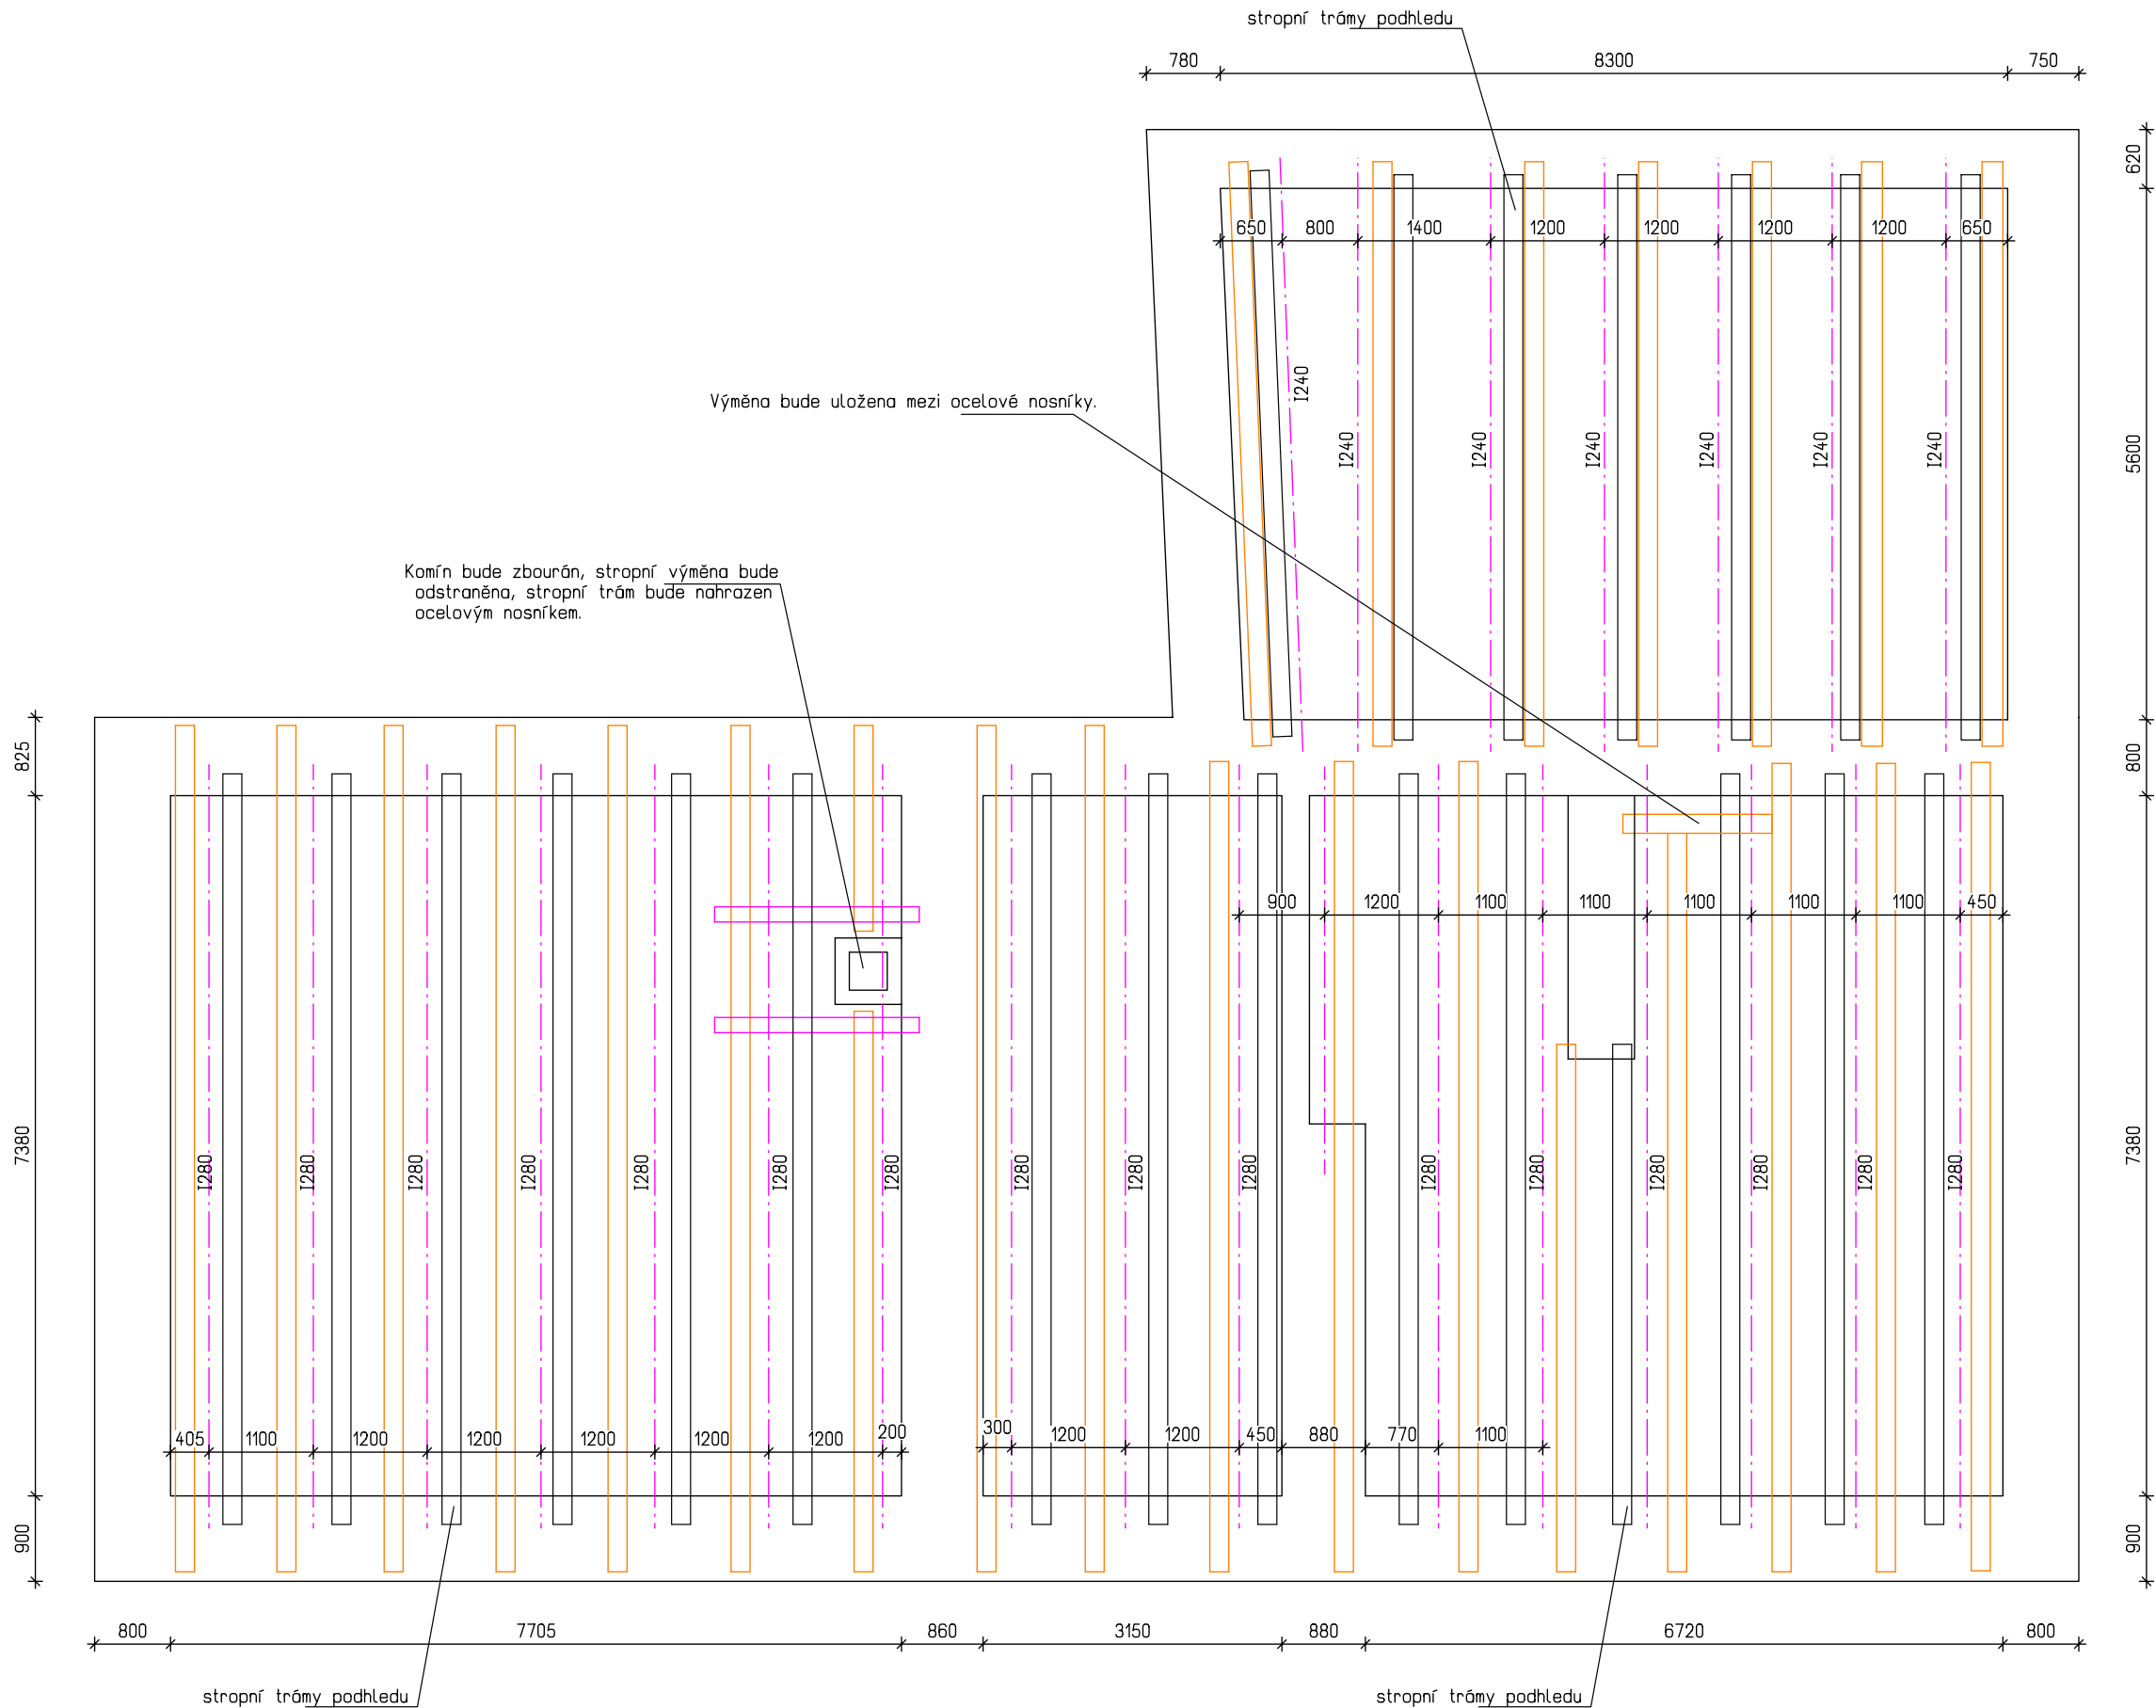 stropní trámy podhledu
780 8300 750
620
650 800 1400 1200 1200 1200 1200 650
I240
Výměna bude uložena mezi ocelové nosníky.
I240 I240 I240 I240 I240 I240
5600
Komín bude zbourán, stropní výměna bude
odstraněna, stropní trám bude nahrazen
ocelovým nosníkem.
825
800
900 1200 1100 1100 1100 1100 1100 450
7380
I280 I280 I280 I280 I280 I280 I280 I280 I280 I280 I280 I280 I280 I280 I280 I280
7380
405 1100 1200 1200 1200 1200 1200 200
300 1200 1200 450 880 770 1100
900
900
800 7705 860 3150 880 6720 800
stropní trámy podhledu
stropní trámy podhledu